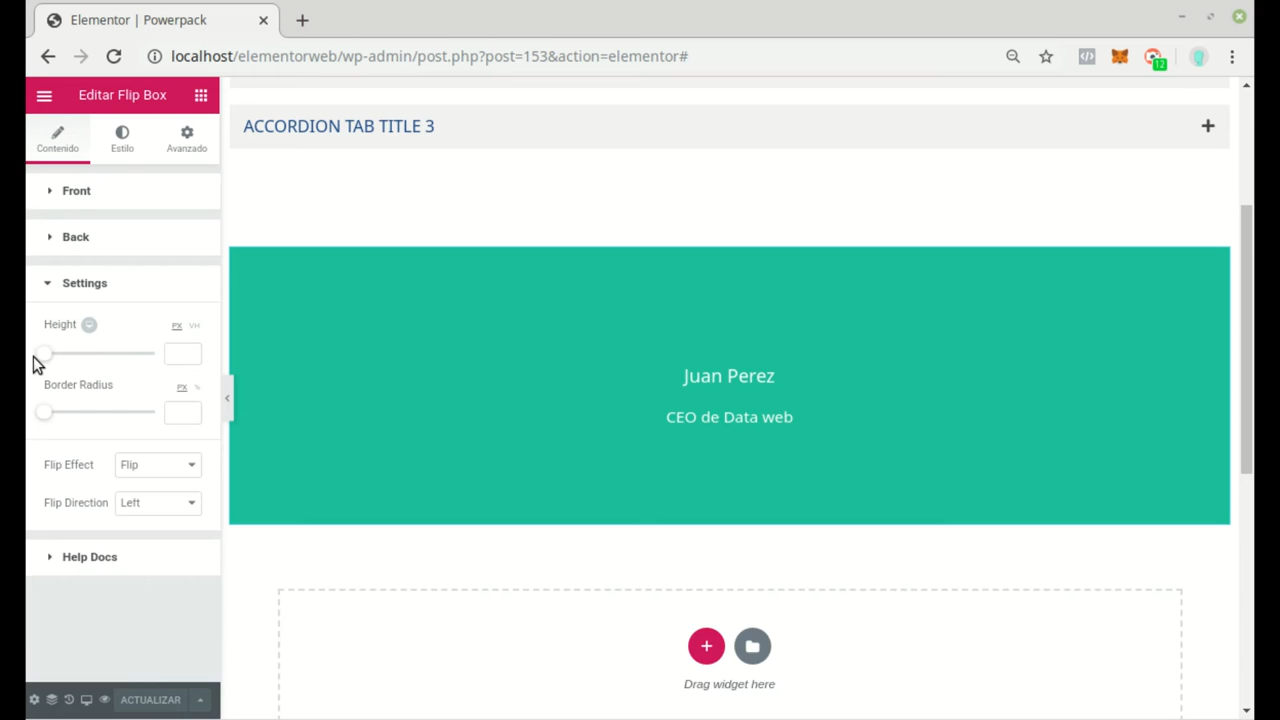 Elementor | Powerpack
localhost/elementorweb/wp-admin/post.php?post=153&action=elementor#
12
Editar Flip Box
Contenido
Estilo
Avanzado
Front
Back
Settings
Height
PX VH
Border Radius
PX %
Flip Effect
Flip
Flip Direction
Left
Help Docs
ACTUALIZAR
ACCORDION TAB TITLE 3
Juan Perez
CEO de Data web
Drag widget here